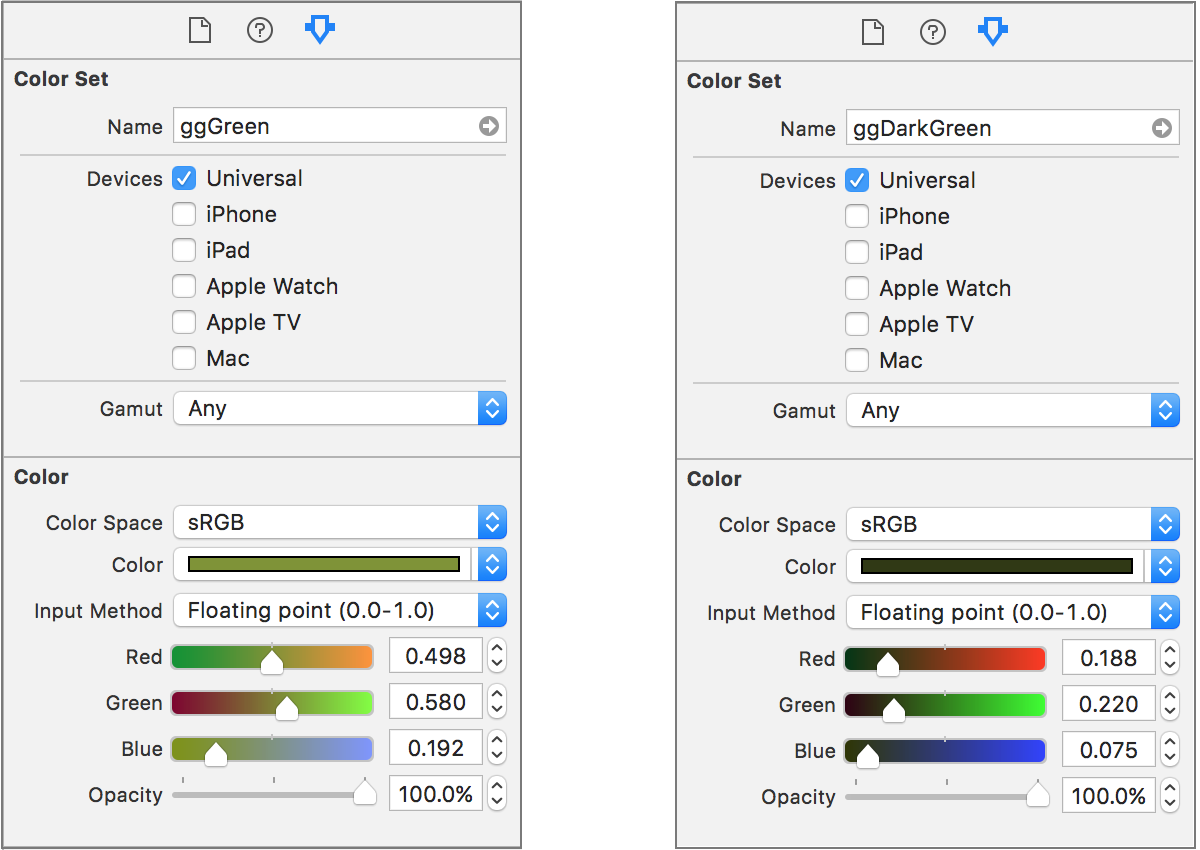 ?
Color Set
Name ggGreen
Devices Universal
iPhone
iPad
Apple Watch
Apple TV
Mac
Gamut Any
Color
Color Space sRGB
Color
Input Method Floating point (0.0-1.0)
Red 0.498
Green 0.580
Blue 0.192
Opacity 100.0%
?
Color Set
Name ggDarkGreen
Devices Universal
iPhone
iPad
Apple Watch
Apple TV
Mac
Gamut Any
Color
Color Space sRGB
Color
Input Method Floating point (0.0-1.0)
Red 0.188
Green 0.220
Blue 0.075
Opacity 100.0%